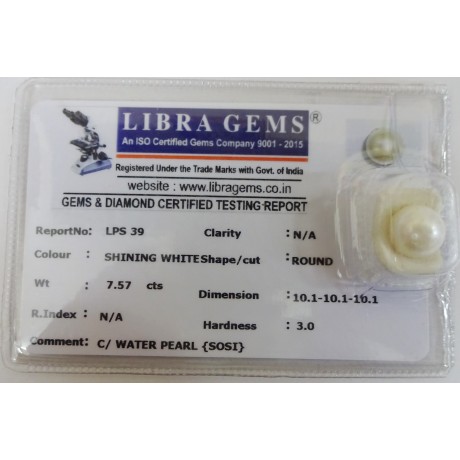 LIBRA GEMS®
An ISO Certified Gems Company 9001 - 2015
Registered Under the Trade Marks with Govt. of India
website : www.libragems.co.in
GEMS & DIAMOND CERTIFIED TESTING REPORT
ReportNo: LPS 39 Clarity : N/A
Colour : SHINING WHITE Shape/cut : ROUND
Wt : 7.57 cts Dimension : 10.1-10.1-10.1
R.Index : N/A Hardness : 3.0
Comment: C/ WATER PEARL {SOSI}